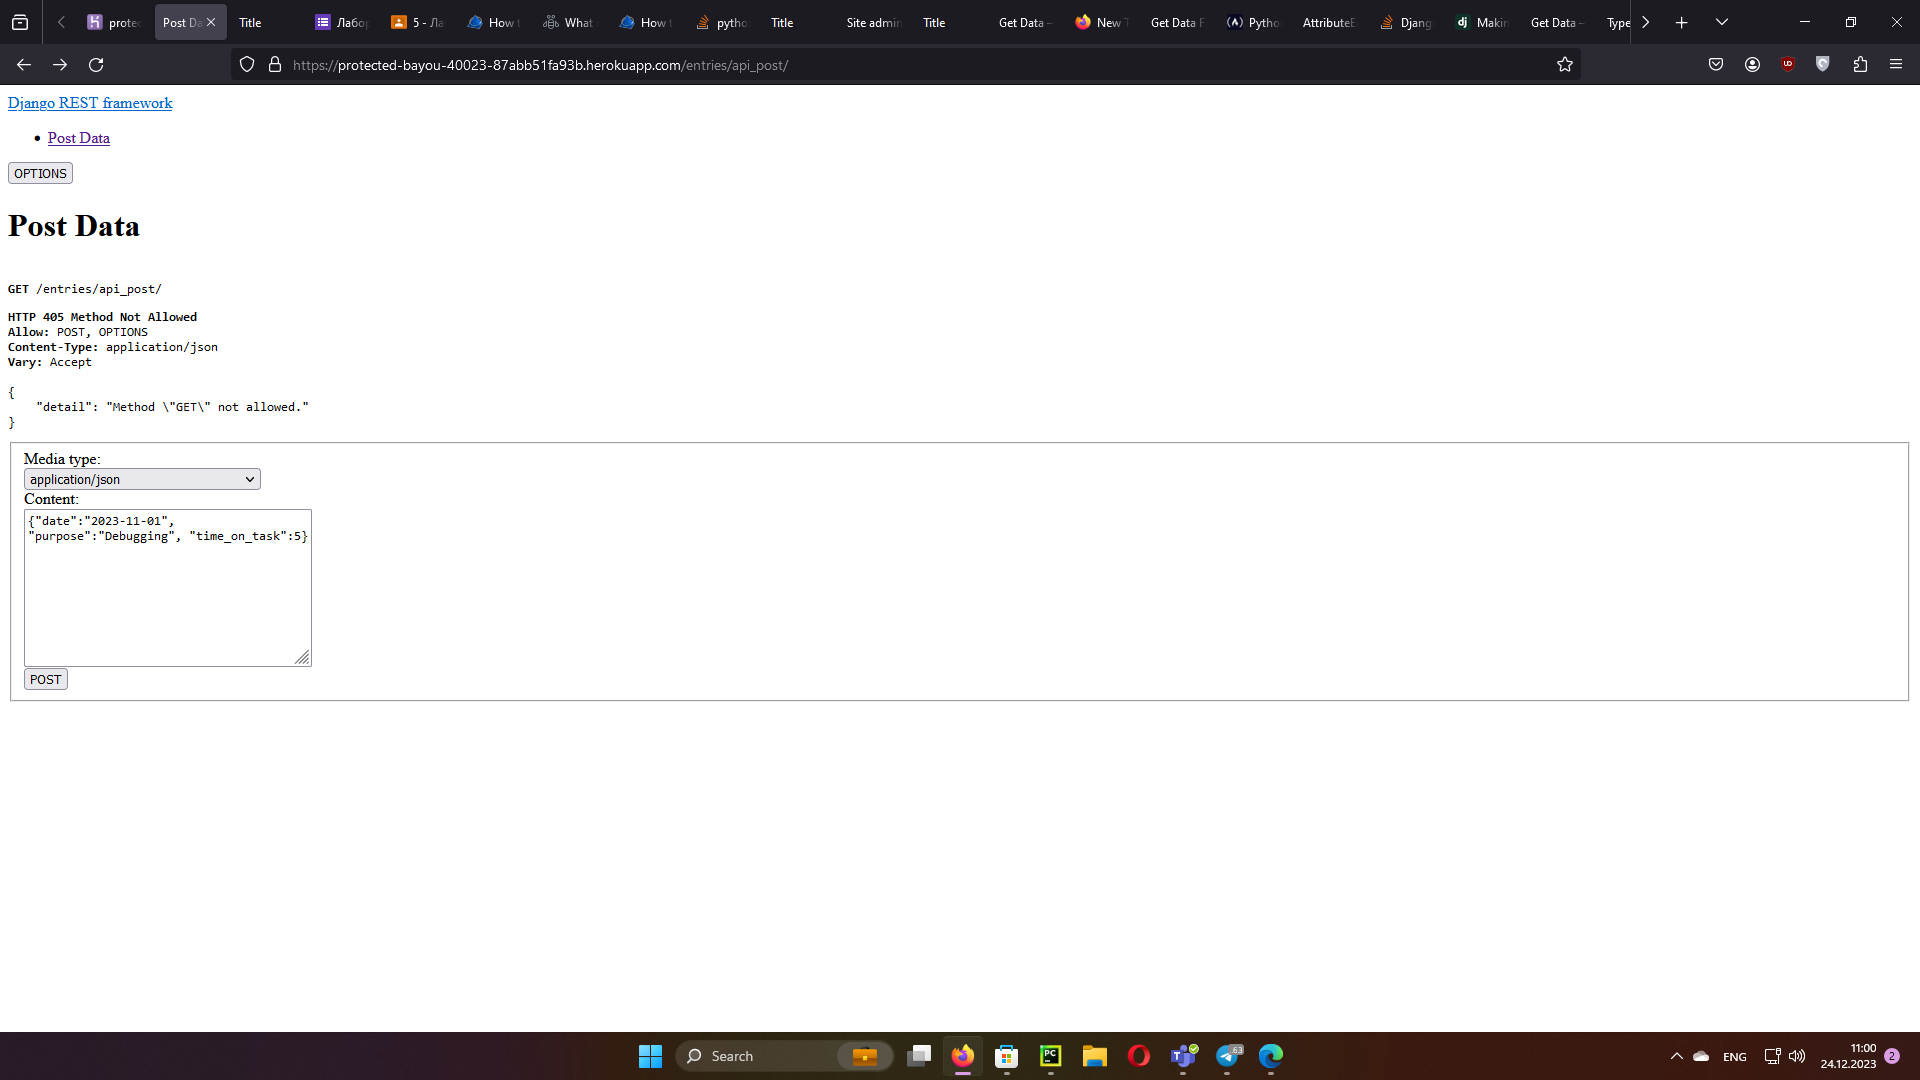 protec
Post Da
Title
Лабор
5 - Ла
How t
What
How t
pytho
Title
Site admin
Title
Get Data –
New T
Get Data F
Pytho
AttributeE
Djang
Makin
Get Data –
Type
https://protected-bayou-40023-87abb51fa93b.herokuapp.com/entries/api_post/
Django REST framework
Post Data
OPTIONS
Post Data
GET /entries/api_post/
HTTP 405 Method Not Allowed
Allow: POST, OPTIONS
Content-Type: application/json
Vary: Accept
{
"detail": "Method \"GET\" not allowed."
}
Media type:
application/json
Content:
{"date":"2023-11-01",
"purpose":"Debugging", "time_on_task":5}
POST
Search
63
ENG
11:00
24.12.2023
2